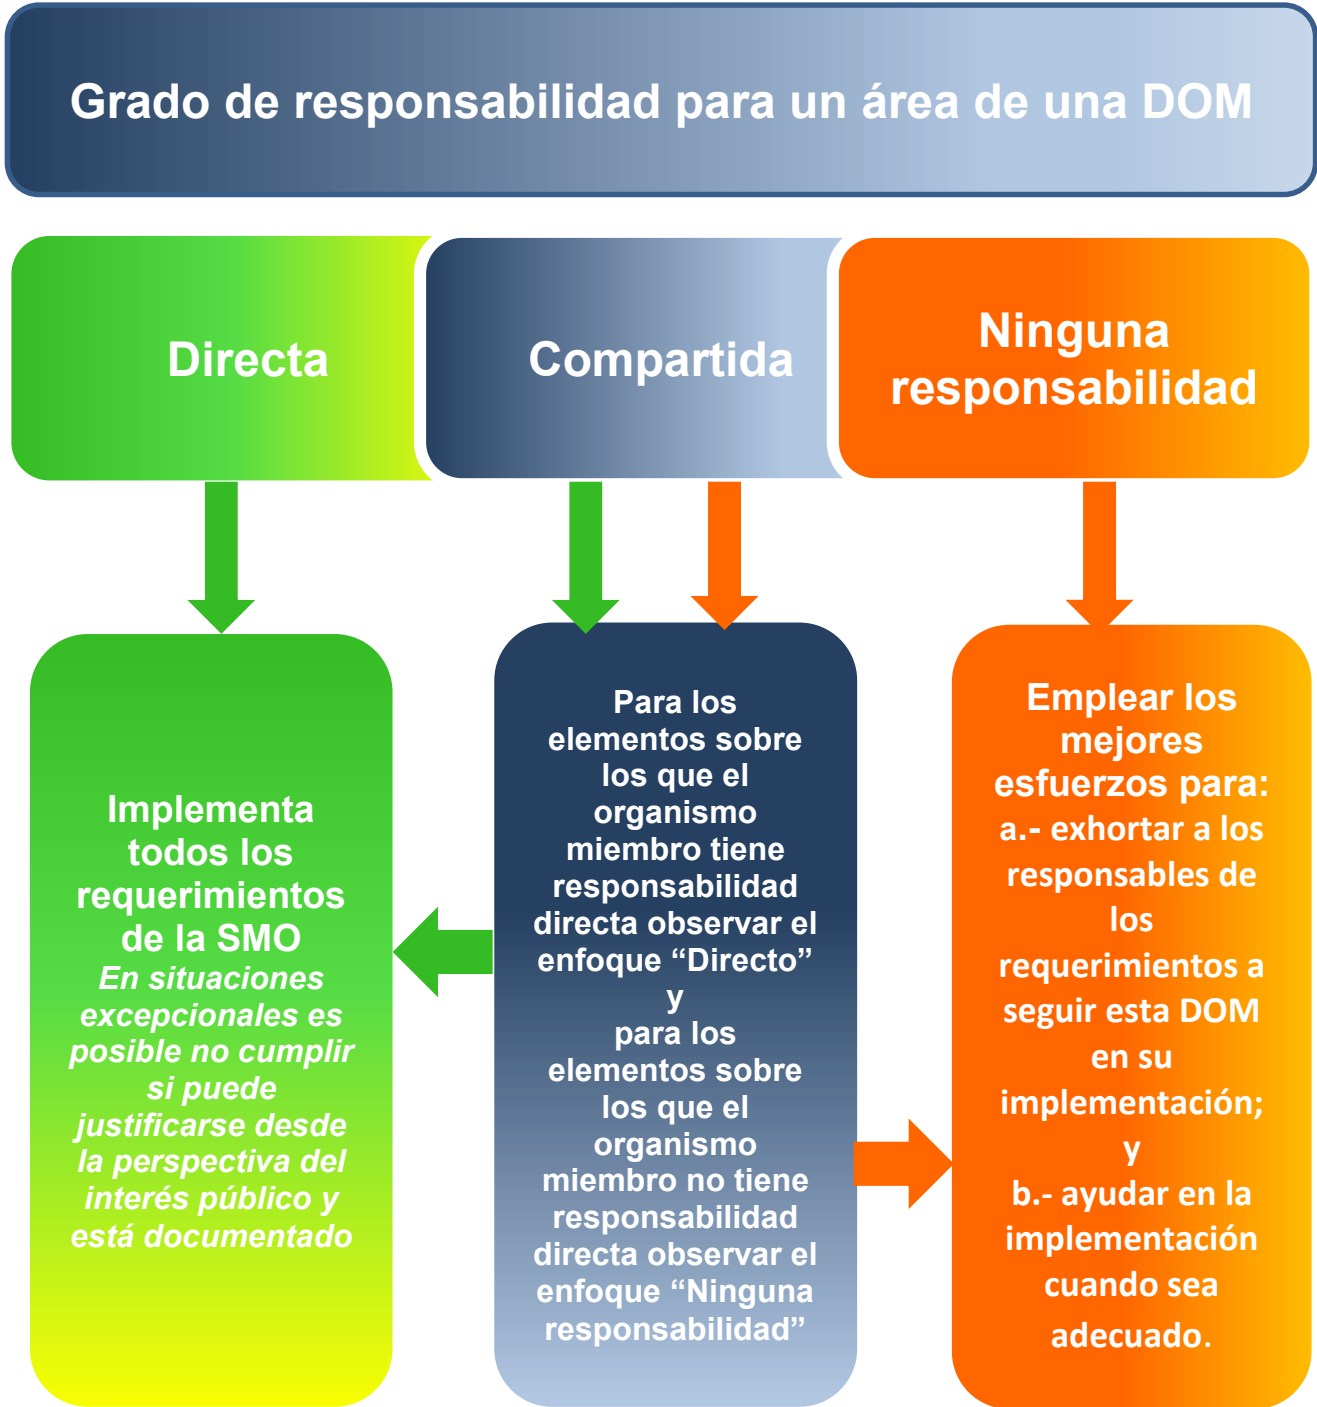 Grado de responsabilidad para un área de una DOM
Directa
Compartida
Ninguna
responsabilidad
Implementa
todos los
requerimientos
de la SMO
En situaciones
excepcionales es
posible no cumplir
si puede
justificarse desde
la perspectiva del
interés público y
está documentado
Para los
elementos sobre
los que el
organismo
miembro tiene
responsabilidad
directa observar el
enfoque “Directo”
y
para los
elementos sobre
los que el
organismo
miembro no tiene
responsabilidad
directa observar el
enfoque “Ninguna
responsabilidad”
Emplear los
mejores
esfuerzos para:
a.- exhortar a los
responsables de
los
requerimientos a
seguir esta DOM
en su
implementación;
y
b.- ayudar en la
implementación
cuando sea
adecuado.